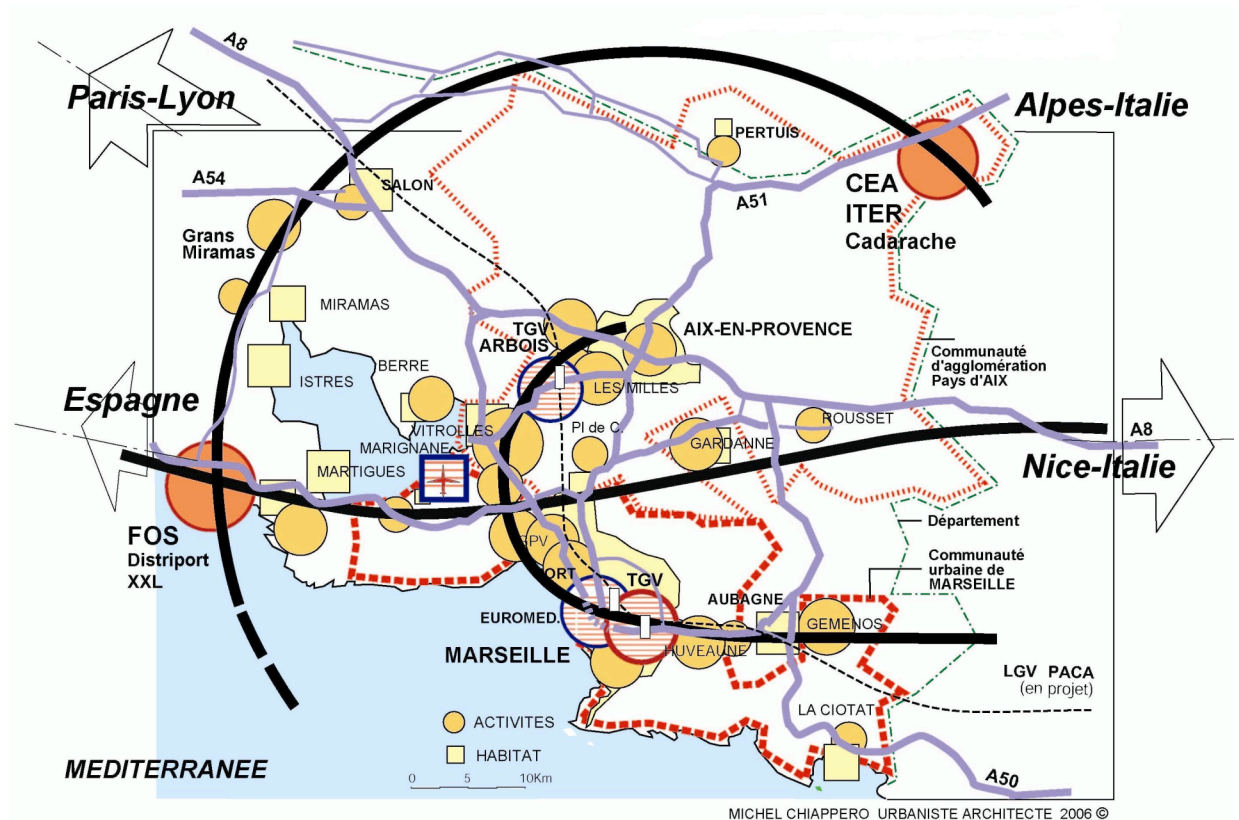 A8
Paris-Lyon
Alpes-Italie
PERTUIS
A54
SALON
A51
CEA
ITER
Cadarache
Grans
Miramas
MIRAMAS
TGV
ARBOIS
AIX-EN-PROVENCE
Communauté
d'agglomération
Pays d'AIX
BERRE
ISTRES
LES MILLES
Espagne
ROUSSET
VITROLLES
Pl de C.
GARDANNE
A8
MARIGNANE
MARTIGUES
Nice-Italie
FOS
Distriport
XXL
Département
SPV
Communauté
urbaine de
MARSEILLE
ORT
TGV
AUBAGNE
EUROMED.
GEMENOS
HUVEAUNE
MARSEILLE
LGV PACA
(en projet)
LA CIOTAT
ACTIVITES
HABITAT
MEDITERRANEE
0 5 10Km
A50
MICHEL CHIAPPERO URBANISTE ARCHITECTE 2006 ©